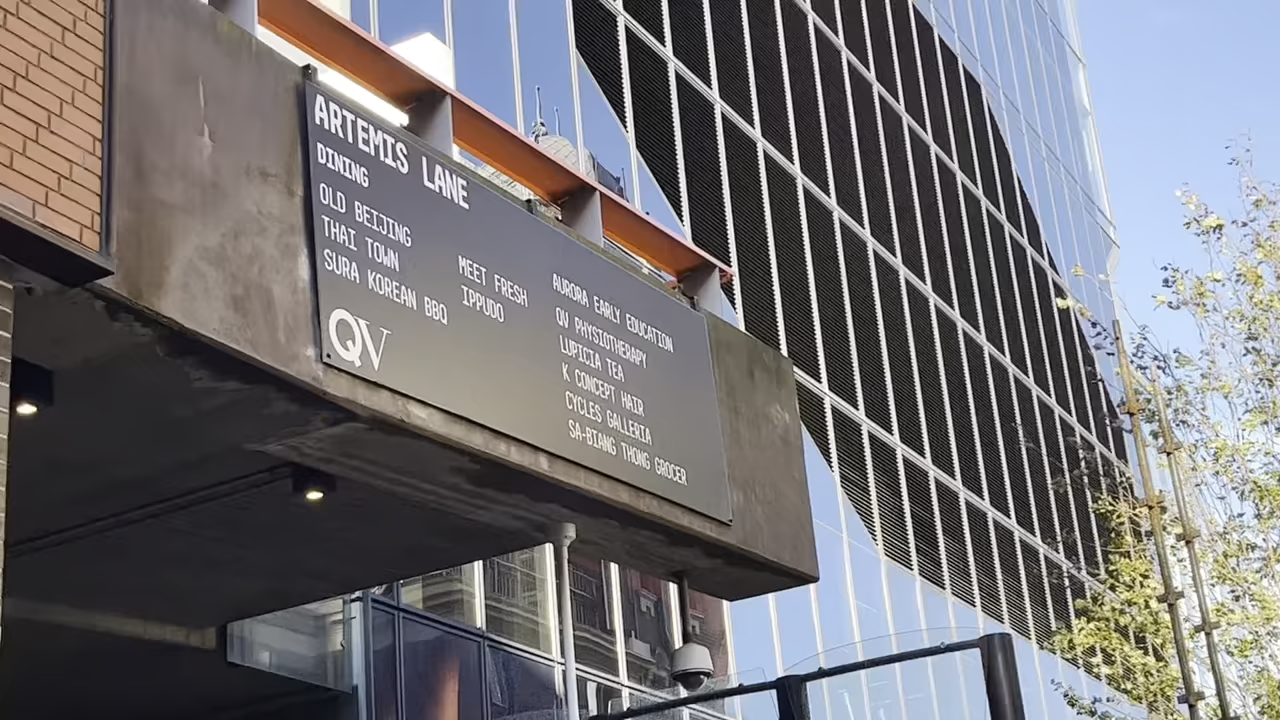 ARTEMIS LANE
DINING
OLD BEIJING
THAI TOWN
SURA KOREAN BBQ
MEET FRESH
IPPUDO
AURORA EARLY EDUCATION
QV PHYSIOTHERAPY
LUPICIA TEA
K CONCEPT HAIR
CYCLES GALLERIA
SA-BIANG THONG GROCER
QV